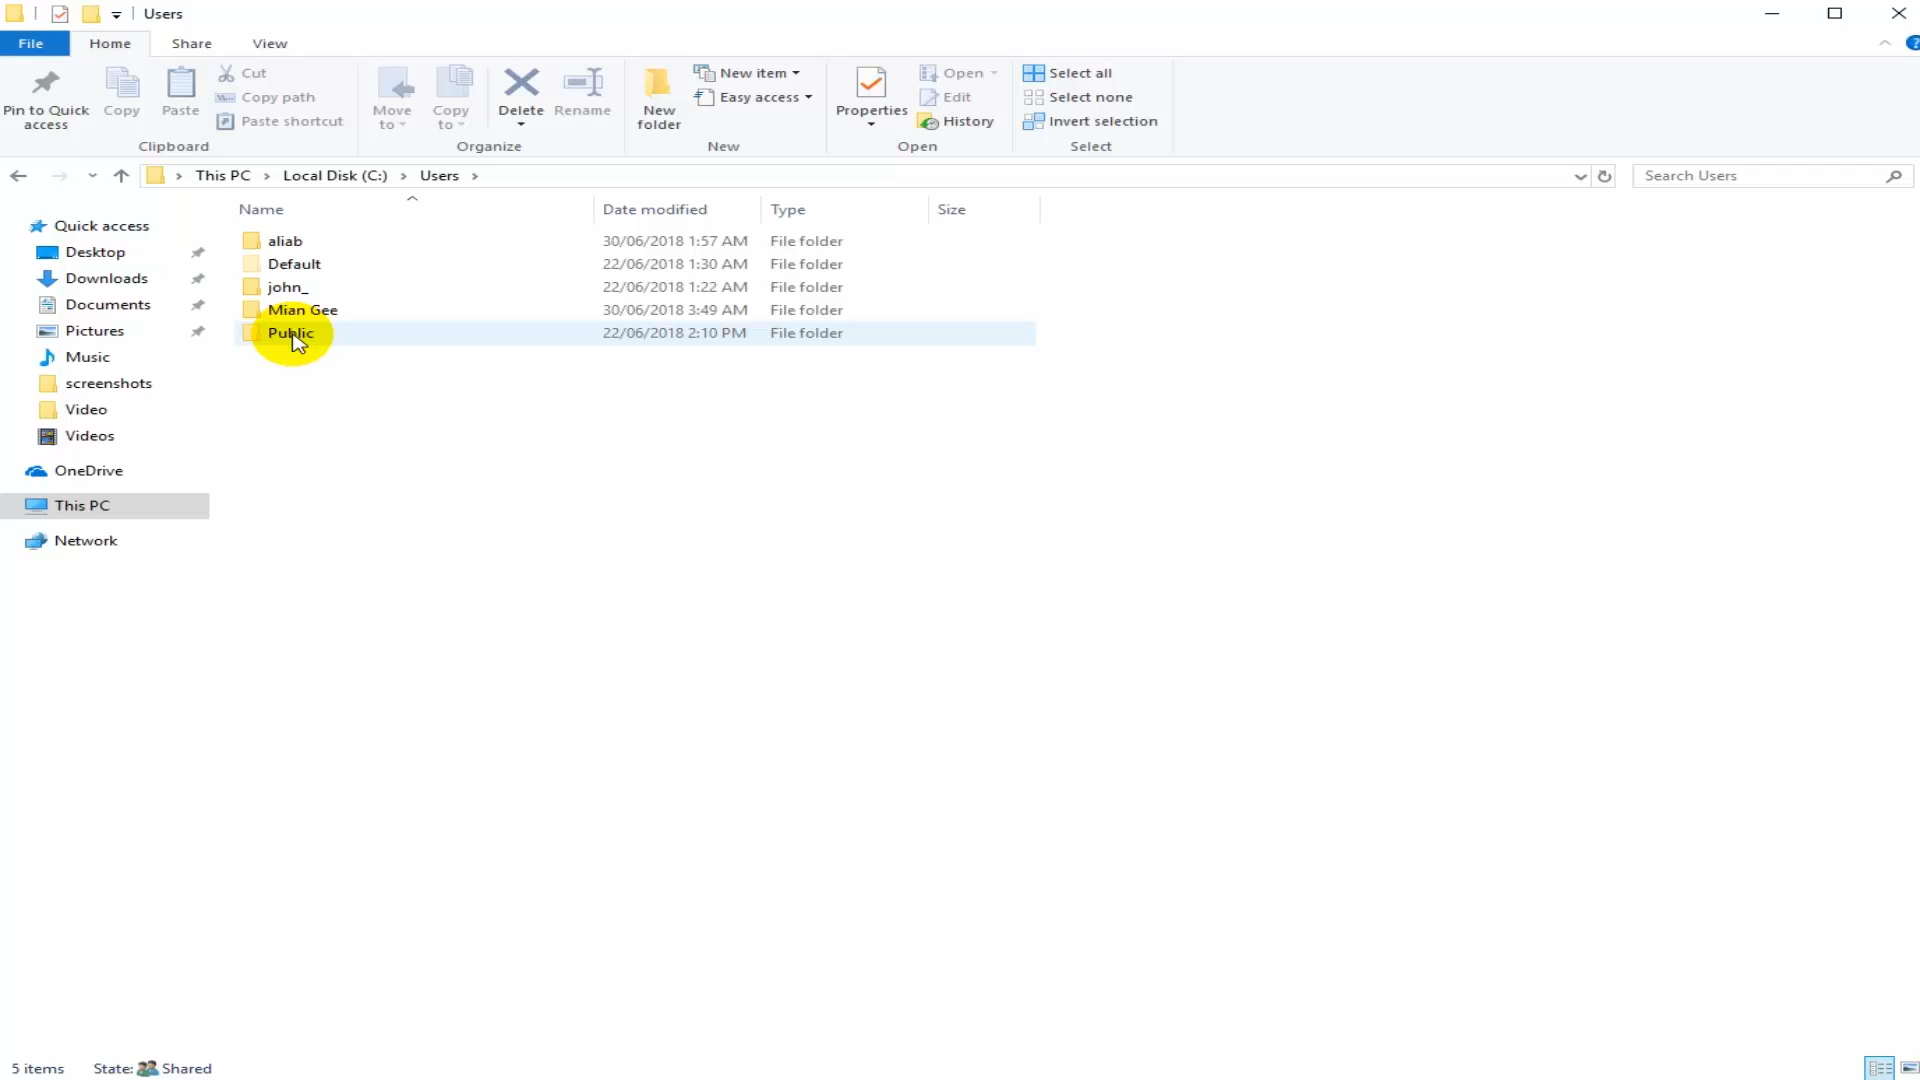 Users
File Home Share View
Pin to Quick access
Copy
Paste
Cut
Copy path
Paste shortcut
Clipboard
Move to
Copy to
Delete
Rename
Organize
New folder
New item
Easy access
New
Properties
Open
Edit
History
Open
Select all
Select none
Invert selection
Select
This PC Local Disk (C:) Users
Search Users
Name Date modified Type Size
Quick access
Desktop
Downloads
Documents
Pictures
Music
screenshots
Video
Videos
OneDrive
This PC
Network
aliab 30/06/2018 1:57 AM File folder
Default 22/06/2018 1:30 AM File folder
john_ 22/06/2018 1:22 AM File folder
Mian Gee 30/06/2018 3:49 AM File folder
Public 22/06/2018 2:10 PM File folder
5 items State: Shared